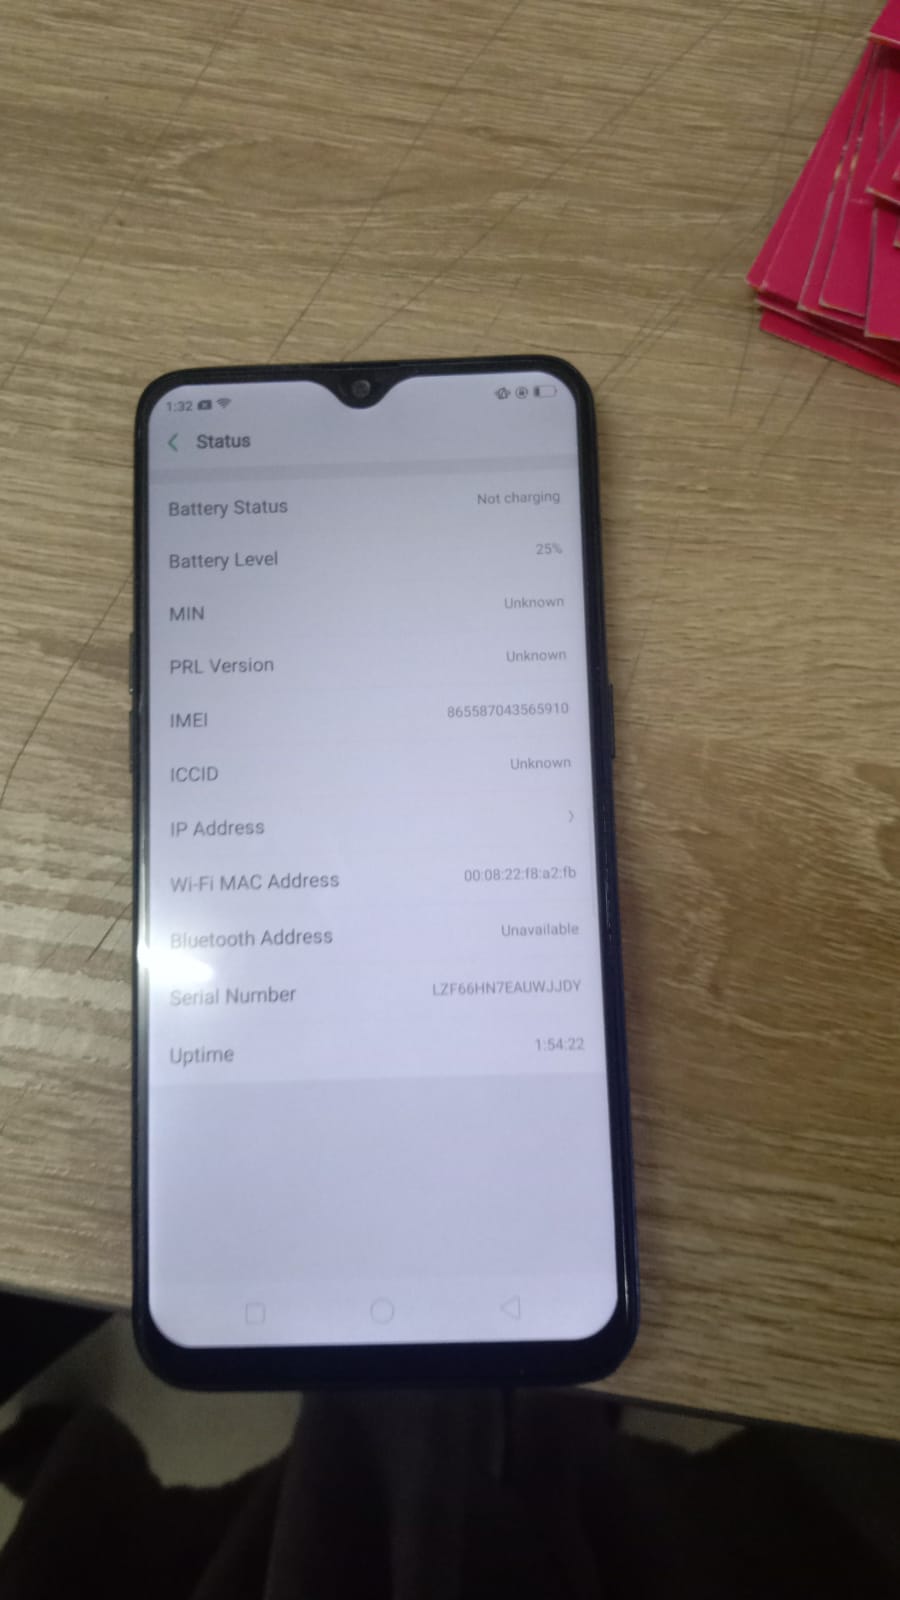 1:32
Status
Battery Status Not charging
Battery Level 25%
MIN Unknown
PRL Version Unknown
IMEI 865587043565910
ICCID Unknown
IP Address
Wi-Fi MAC Address 00:08:22:f8:a2:fb
Bluetooth Address Unavailable
Serial Number LZF66HN7EAUWJJDY
Uptime 1:54:22